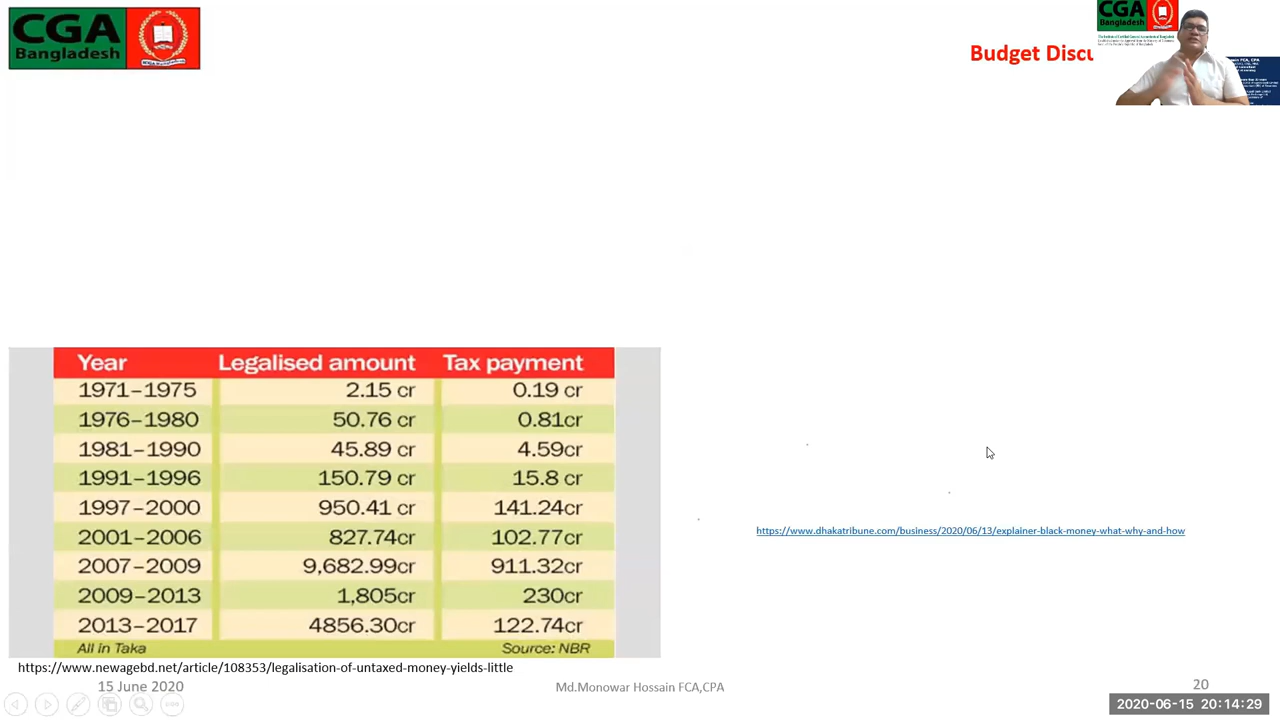 CGA
Bangladesh
CGA
Bangladesh
Budget Discu
FCA, CPA
Year Legalised amount Tax payment
1971–1975 2.15 cr 0.19 cr
1976–1980 50.76 cr 0.81cr
1981–1990 45.89 cr 4.59cr
1991–1996 150.79 cr 15.8 cr
1997–2000 950.41 cr 141.24cr
2001–2006 827.74cr 102.77cr
2007–2009 9,682.99cr 911.32cr
2009–2013 1,805cr 230cr
2013–2017 4856.30cr 122.74cr
All in Taka Source: NBR
https://www.dhakatribune.com/business/2020/06/13/explainer-black-money-what-why-and-how
https://www.newagebd.net/article/108353/legalisation-of-untaxed-money-yields-little
15 June 2020 Md.Monowar Hossain FCA,CPA 20
2020-06-15 20:14:29